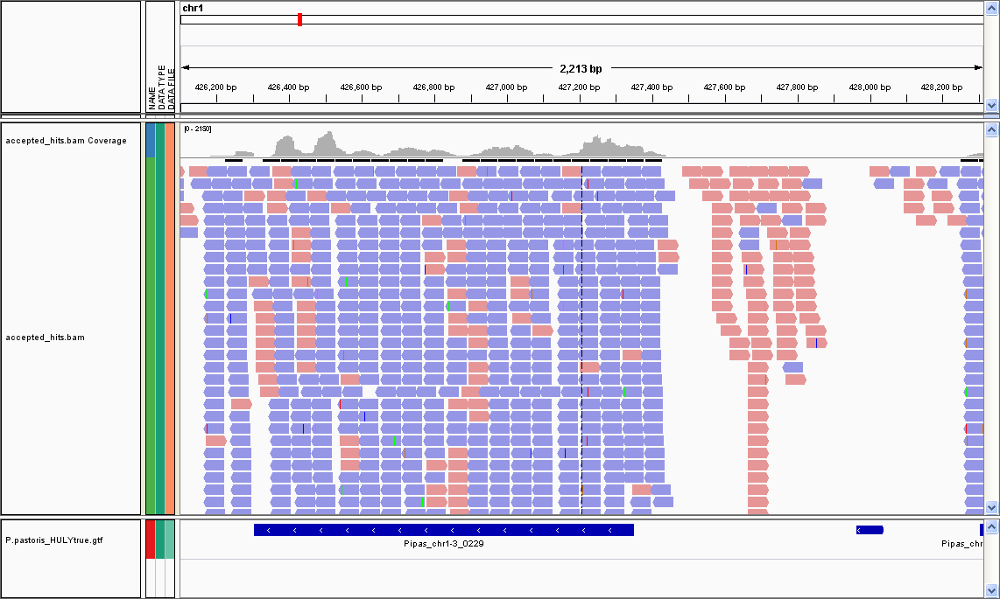 chr1
2,213 bp
NAME
DATA TYPE
DATA FILE
426,200 bp 426,400 bp 426,600 bp 426,800 bp 427,000 bp 427,200 bp 427,400 bp 427,600 bp 427,800 bp 428,000 bp 428,200 bp
accepted_hits.bam Coverage
[0 - 2150]
accepted_hits.bam
P.pastoris_HULYtrue.gtf
Pipas_chr1-3_0229
Pipas_chr